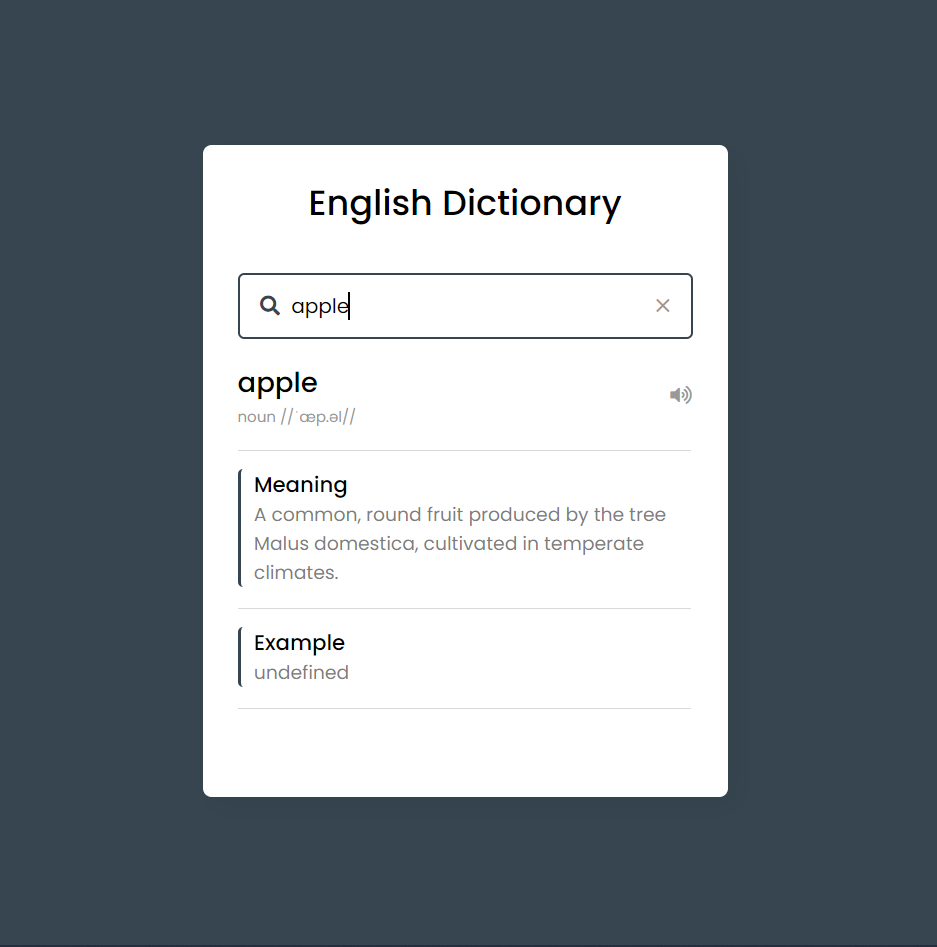 English Dictionary
apple
apple
noun //ˈæp.əl//
Meaning
A common, round fruit produced by the tree
Malus domestica, cultivated in temperate
climates.
Example
undefined